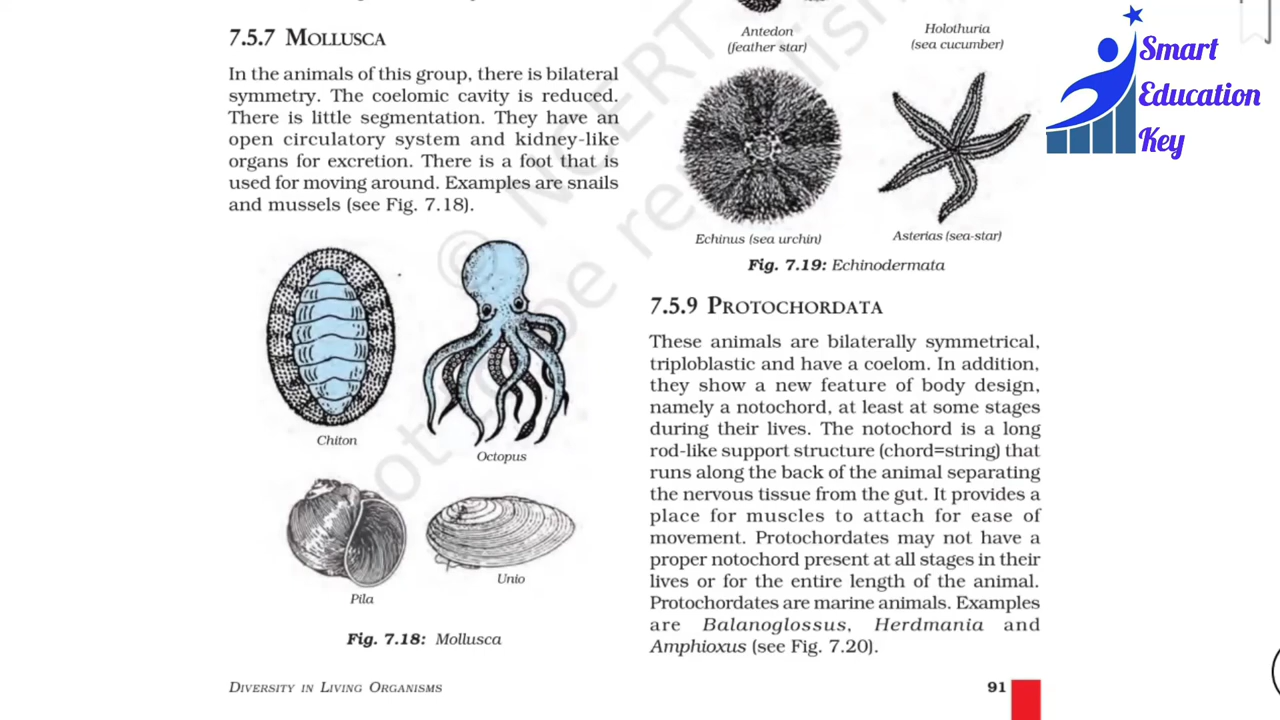 7.5.7 MOLLUSCA
In the animals of this group, there is bilateral
symmetry. The coelomic cavity is reduced.
There is little segmentation. They have an
open circulatory system and kidney-like
organs for excretion. There is a foot that is
used for moving around. Examples are snails
and mussels (see Fig. 7.18).
Chiton
Octopus
Pila
Unio
Fig. 7.18: Mollusca
Antedon
(feather star)
Holothuria
(sea cucumber)
Echinus (sea urchin)
Asterias (sea-star)
Fig. 7.19: Echinodermata
7.5.9 PROTOCHORDATA
These animals are bilaterally symmetrical,
triploblastic and have a coelom. In addition,
they show a new feature of body design,
namely a notochord, at least at some stages
during their lives. The notochord is a long
rod-like support structure (chord=string) that
runs along the back of the animal separating
the nervous tissue from the gut. It provides a
place for muscles to attach for ease of
movement. Protochordates may not have a
proper notochord present at all stages in their
lives or for the entire length of the animal.
Protochordates are marine animals. Examples
are Balanoglossus, Herdmania and
Amphioxus (see Fig. 7.20).
DIVERSITY IN LIVING ORGANISMS
91
Smart
Education
Key
© NCERT